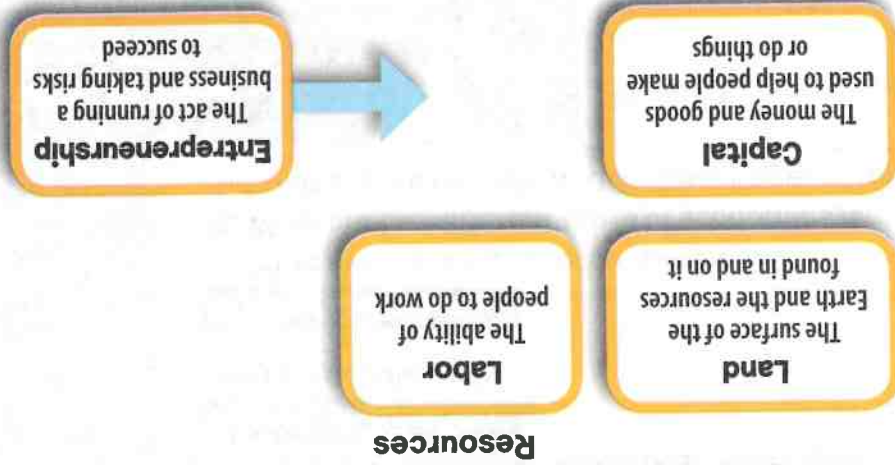 Resources
Land
The surface of the
Earth and the resources
found in and on it
Labor
The ability of
people to do work
Capital
The money and goods
used to help people make
or do things
Entrepreneurship
The act of running a
business and taking risks
to succeed